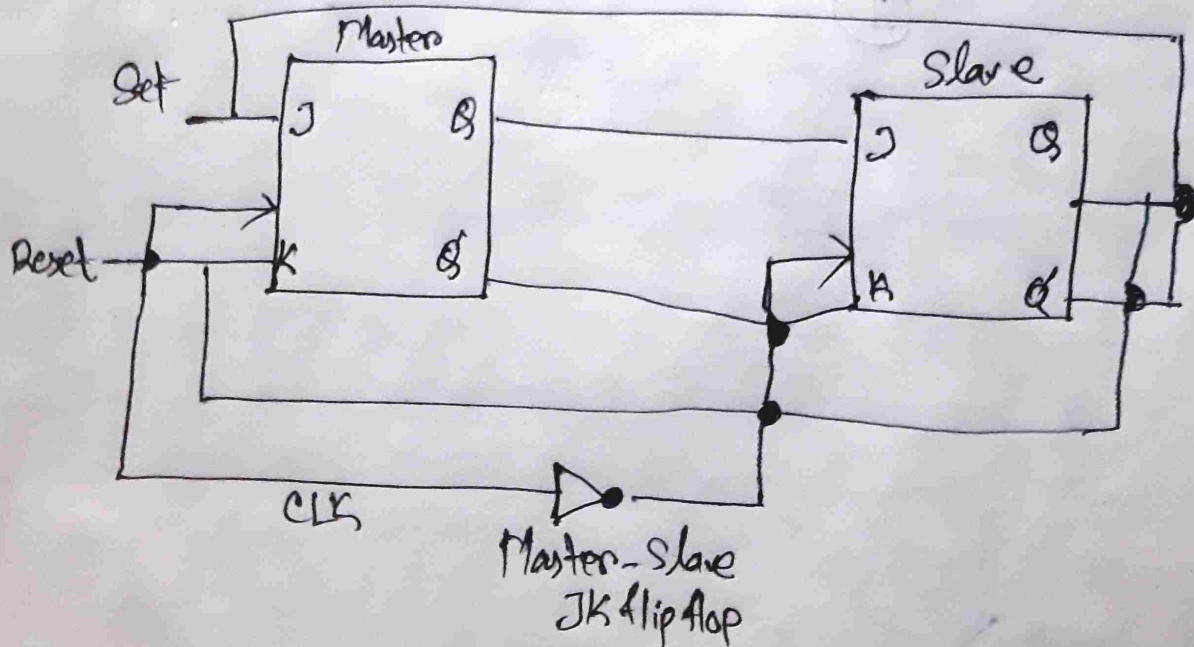 Master
Slave
Set
J Q
J Q
Reset
K Q'
K Q'
CLK
Master-Slave
JK flip flop